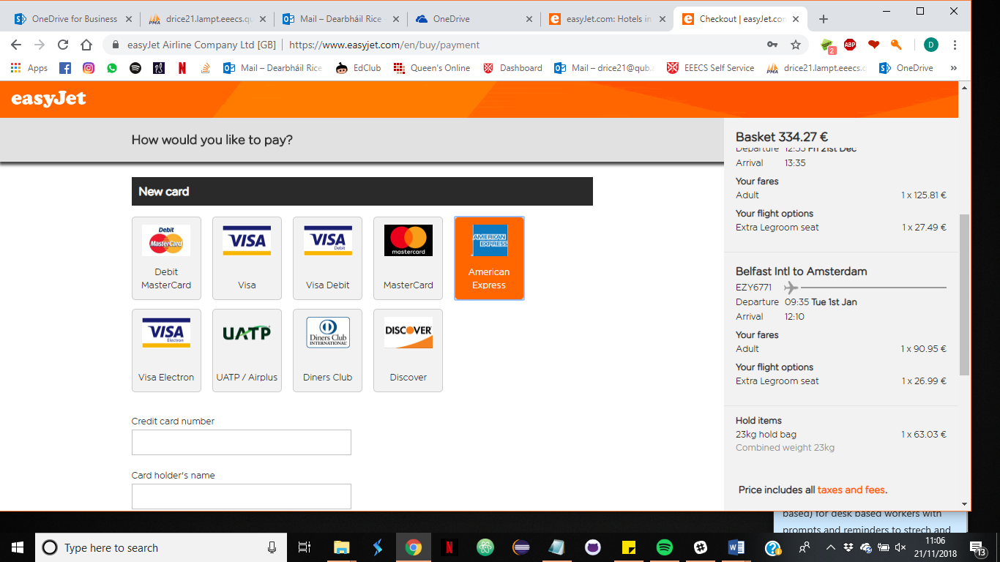 OneDrive for Business
drice21.lampt.eeecs.qu
Mail – Dearbháil Rice -
OneDrive
easyJet.com: Hotels in
Checkout | easyJet.com
easyJet Airline Company Ltd [GB]
https://www.easyjet.com/en/buy/payment
2
ABP
D
Apps
Mail – Dearbháil Rice
EdClub
Queen's Online
Dashboard
Mail – drice21@qub.a
EEECS Self Service
drice21.lampt.eeecs.q
OneDrive
»
easyJet
How would you like to pay?
New card
Debit MasterCard
Debit
MasterCard
VISA
Visa
VISA Debit
Visa Debit
mastercard
MasterCard
AMERICAN EXPRESS
American
Express
VISA Electron
Visa Electron
UATP
UATP / Airplus
Diners Club INTERNATIONAL
Diners Club
DISCOVER
Discover
Credit card number
Card holder's name
Basket 334.27 €
Departure 12:55 Fri 21st Dec
Arrival 13:35
Your fares
Adult 1 x 125.81 €
Your flight options
Extra Legroom seat 1 x 27.49 €
Belfast Intl to Amsterdam
EZY6771
Departure 09:35 Tue 1st Jan
Arrival 12:10
Your fares
Adult 1 x 90.95 €
Your flight options
Extra Legroom seat 1 x 26.99 €
Hold items
23kg hold bag 1 x 63.03 €
Combined weight 23kg
Price includes all taxes and fees.
based) for desk based workers with
prompts and reminders to strech and
Type here to search
11:06
21/11/2018
13